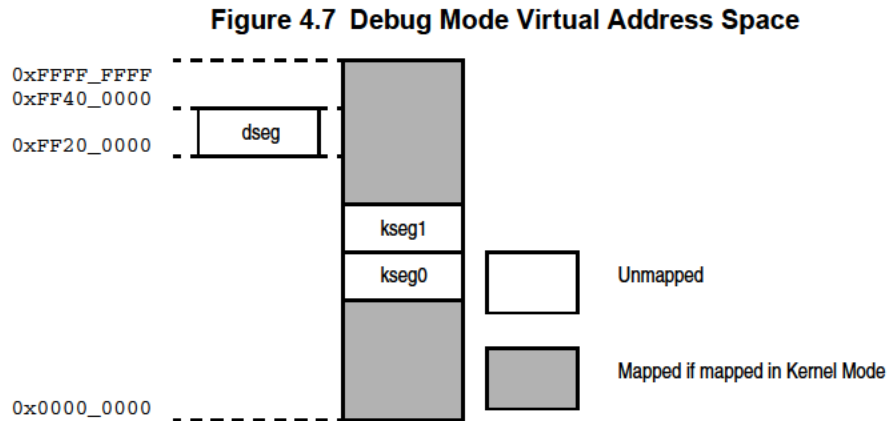 Figure 4.7 Debug Mode Virtual Address Space
0xFFFF_FFFF
0xFF40_0000
dseg
0xFF20_0000
kseg1
kseg0
Unmapped
Mapped if mapped in Kernel Mode
0x0000_0000